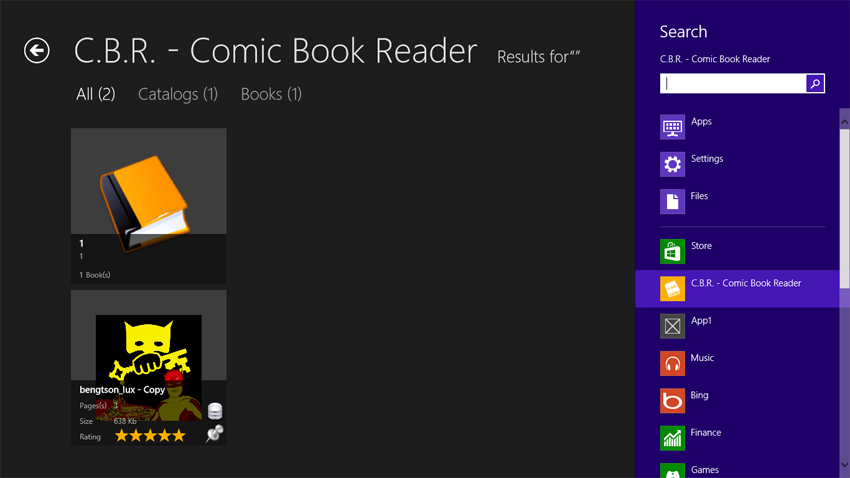 C.B.R. - Comic Book Reader Results for“”
All (2) Catalogs (1) Books (1)
1
1
1 Book(s)
bengtson_lux - Copy
Pages(s) 3
Size 638 Kb
Rating
Search
C.B.R. - Comic Book Reader
Apps
Settings
Files
Store
C.B.R. - Comic Book Reader
App1
Music
Bing
Finance
Games